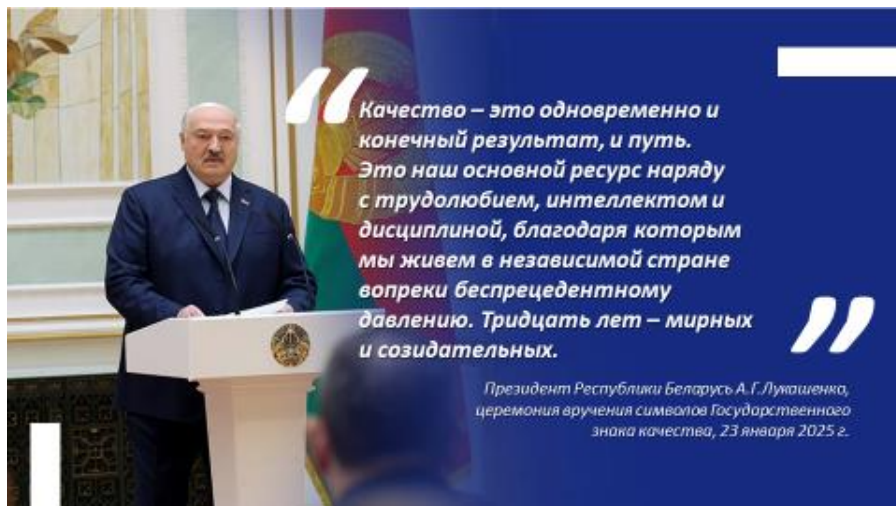 “
Качество – это одновременно и
конечный результат, и путь.
Это наш основной ресурс наряду
с трудолюбием, интеллектом и
дисциплиной, благодаря которым
мы живем в независимой стране
вопреки беспрецедентному
давлению. Тридцать лет – мирных
и созидательных.
”
Президент Республики Беларусь А.Г.Лукашенко,
церемония вручения символов Государственного
знака качества, 23 января 2025 г.